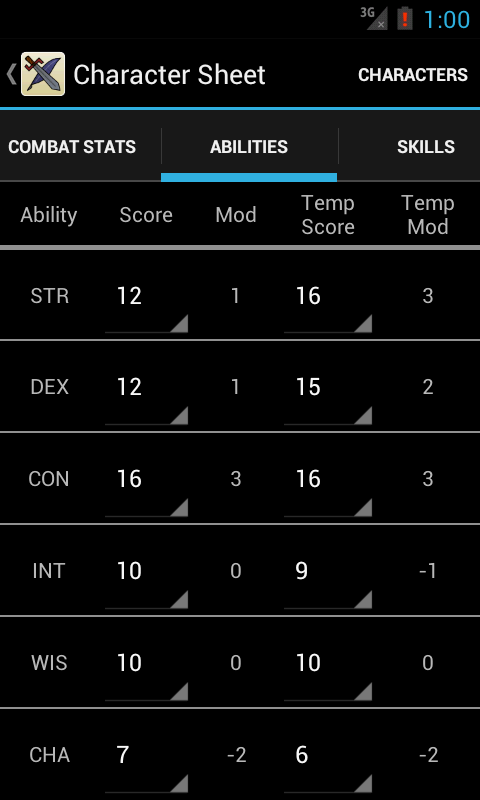 3G 1:00
Character Sheet CHARACTERS
COMBAT STATS ABILITIES SKILLS
Ability Score Mod Temp Score Temp Mod
STR 12 1 16 3
DEX 12 1 15 2
CON 16 3 16 3
INT 10 0 9 -1
WIS 10 0 10 0
CHA 7 -2 6 -2